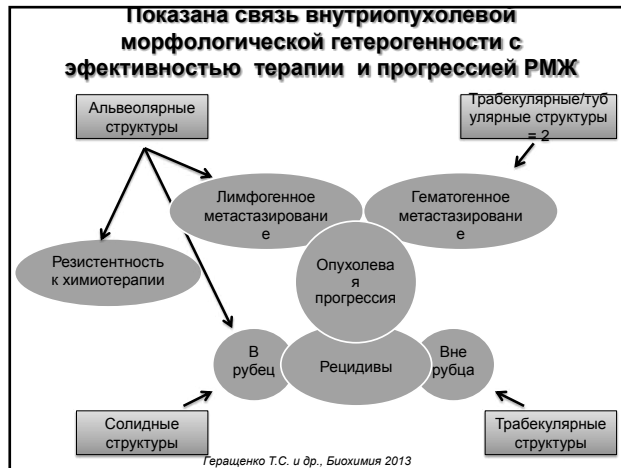 Показана связь внутриопухолевой
морфологической гетерогенности с
эфективностью терапии и прогрессией РМЖ
Альвеолярные
структуры
Трабекулярные/туб
улярные структуры
= 2
Лимфогенное
метастазировани
е
Гематогенное
метастазировани
е
Резистентность
к химиотерапии
Опухолева
я
прогрессия
В
рубец
Рецидивы
Вне
рубца
Солидные
структуры
Трабекулярные
структуры
Геращенко Т.С. и др., Биохимия 2013